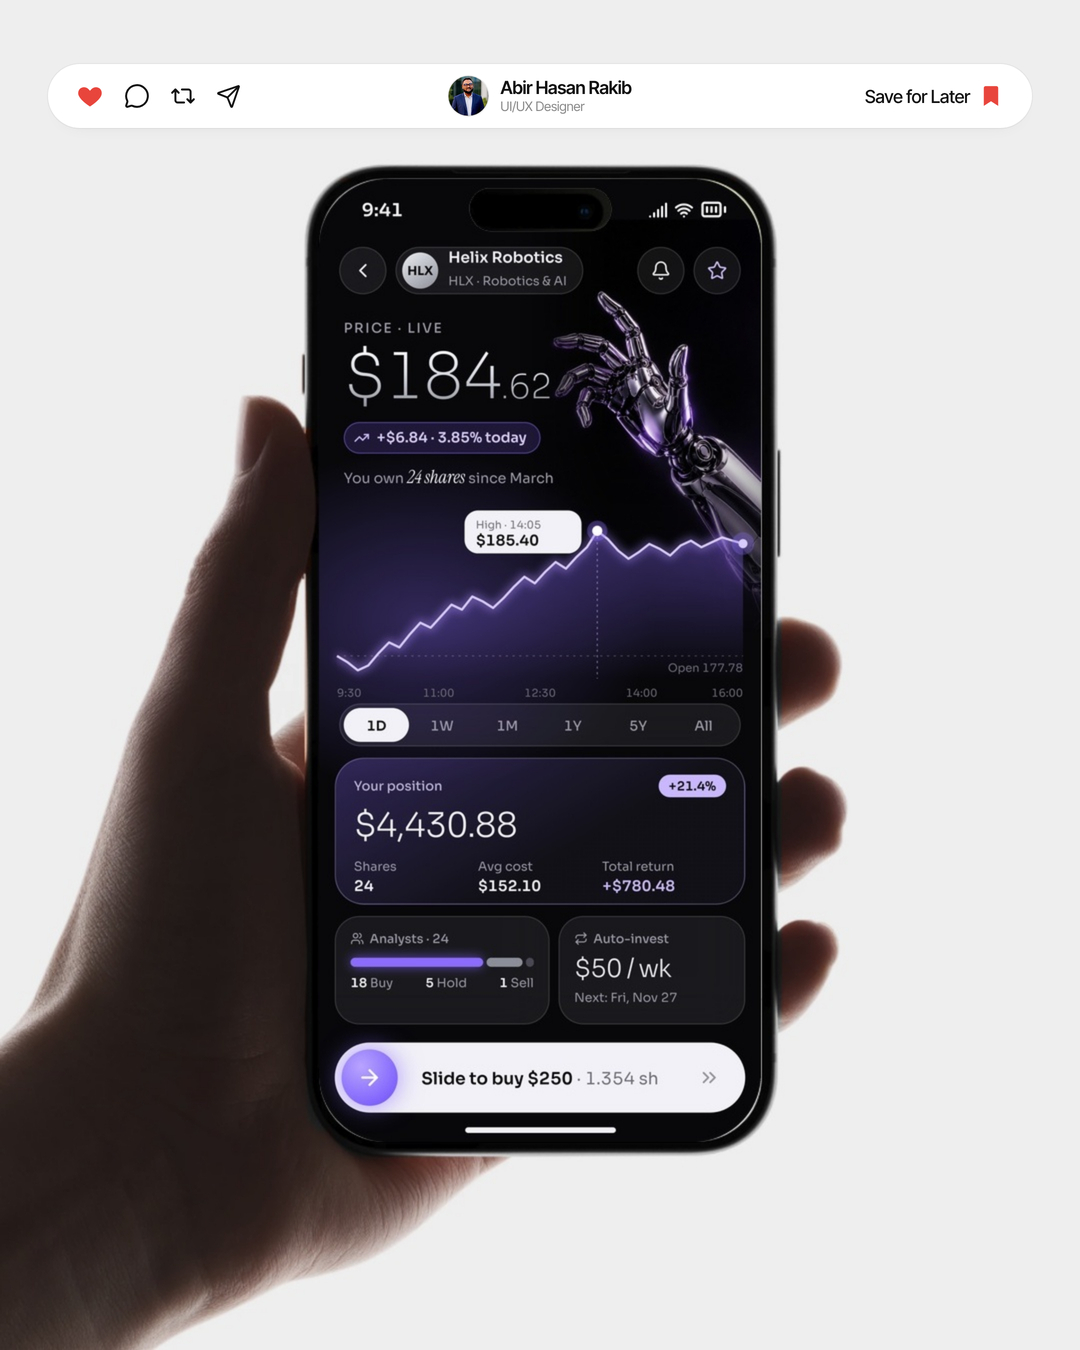 Abir Hasan Rakib
UI/UX Designer
Save for Later
9:41
HLX
Helix Robotics
HLX · Robotics & AI
PRICE · LIVE
$184.62
+$6.84 · 3.85% today
You own 24 shares since March
High · 14:05
$185.40
Open 177.78
9:30 11:00 12:30 14:00 16:00
1D 1W 1M 1Y 5Y All
Your position
+21.4%
$4,430.88
Shares Avg cost Total return
24 $152.10 +$780.48
Analysts · 24
18 Buy 5 Hold 1 Sell
Auto-invest
$50 / wk
Next: Fri, Nov 27
Slide to buy $250 · 1.354 sh